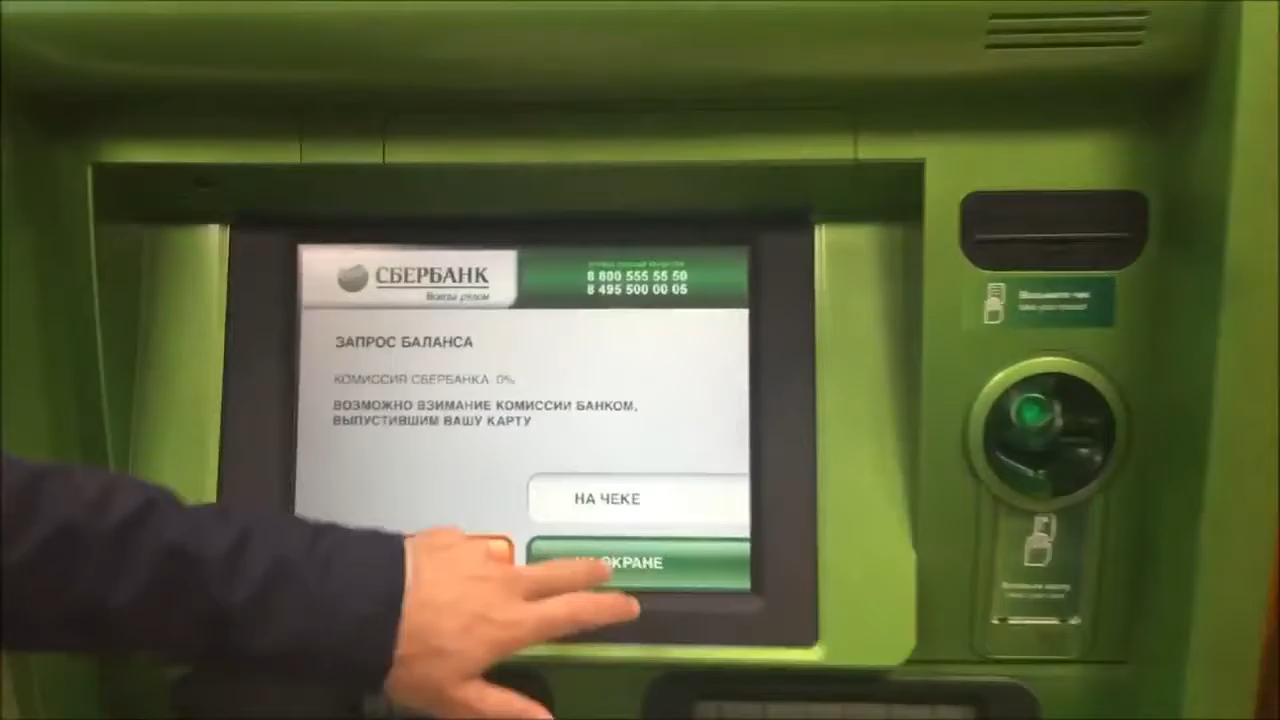 СБЕРБАНК
Всегда рядом
8 800 555 55 50
8 495 500 00 05
ЗАПРОС БАЛАНСА
КОМИССИЯ СБЕРБАНКА 0%
ВОЗМОЖНО ВЗИМАНИЕ КОМИССИИ БАНКОМ,
ВЫПУСТИВШИМ ВАШУ КАРТУ
НА ЧЕКЕ
ЭКРАНЕ
Возьмите чек